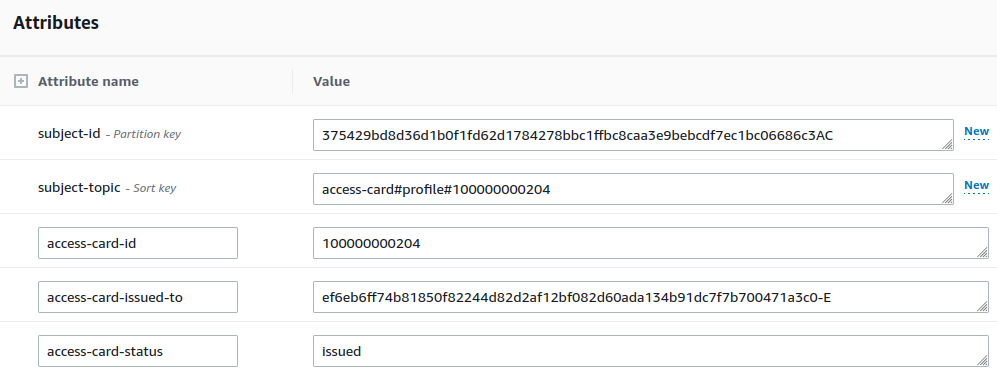 Attributes
Attribute name Value
subject-id - Partition key 375429bd8d36d1b0f1fd62d1784278bbc1ffbc8caa3e9bebcdf7ec1bc06686c3AC New
subject-topic - Sort key access-card#profile#100000000204 New
access-card-id 100000000204
access-card-issued-to ef6eb6ff74b81850f82244d82d2af12bf082d60ada134b91dc7f7b700471a3c0-E
access-card-status issued